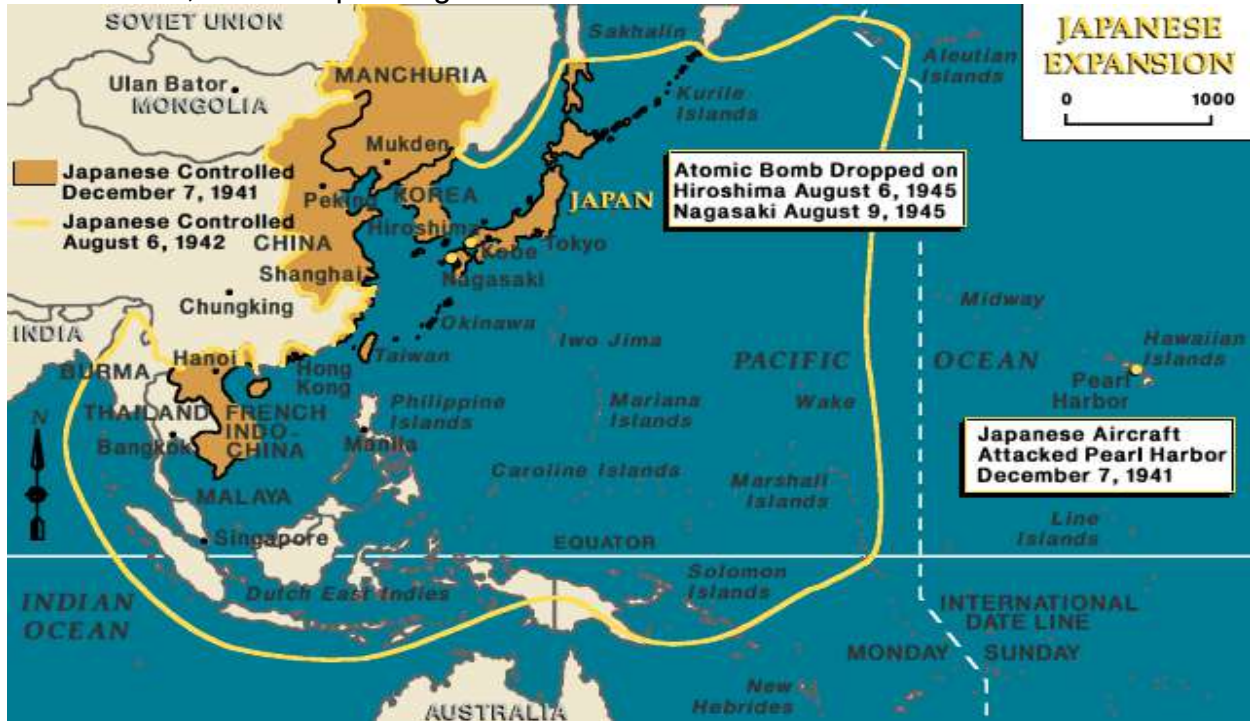 SOVIET UNION
Sakhalin
Aleutian
Islands
JAPANESE
EXPANSION
0 1000
Ulan Bator
MONGOLIA
MANCHURIA
Kurile
Islands
Mukden
Japanese Controlled
December 7, 1941
Japanese Controlled
August 6, 1942
Peking
KOREA
JAPAN
Atomic Bomb Dropped on
Hiroshima August 6, 1945
Nagasaki August 9, 1945
CHINA
Hiroshima
Kobe
Tokyo
Shanghai
Nagasaki
Chungking
Okinawa
Iwo Jima
Midway
INDIA
Hanoi
Hong
Kong
Taiwan
PACIFIC OCEAN
Hawaiian
Islands
Pearl
Harbor
BURMA
THAILAND
FRENCH
INDO-
CHINA
Philippine
Islands
Mariana
Islands
Wake
N
Bangkok
Manila
Japanese Aircraft
Attacked Pearl Harbor
December 7, 1941
Caroline Islands
Marshall
Islands
MALAYA
Singapore
EQUATOR
Line
Islands
Dutch East Indies
Solomon
Islands
INDIAN
OCEAN
INTERNATIONAL
DATE LINE
MONDAY SUNDAY
New
Hebrides
AUSTRALIA